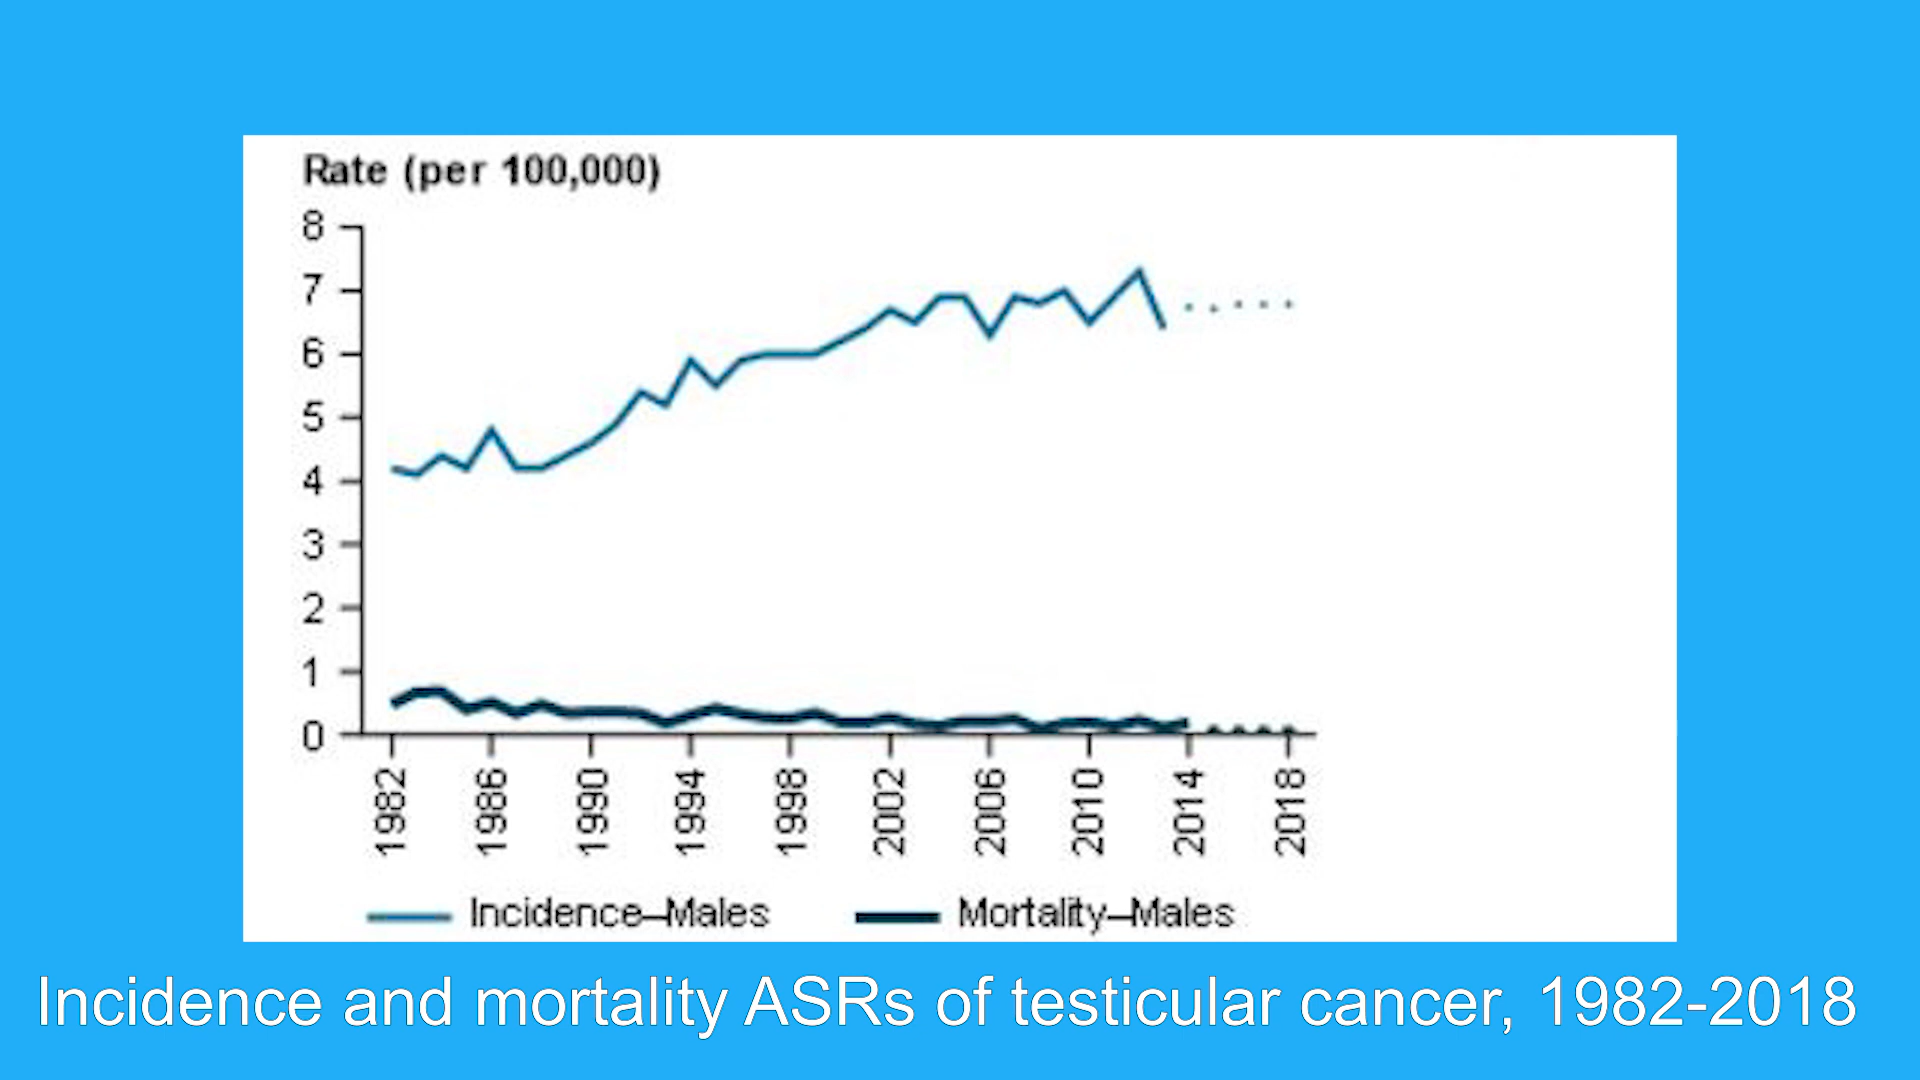 Rate (per 100,000)
8
7
6
5
4
3
2
1
0
1982 1986 1990 1994 1998 2002 2006 2010 2014 2018
Incidence–Males Mortality–Males
Incidence and mortality ASRs of testicular cancer, 1982-2018